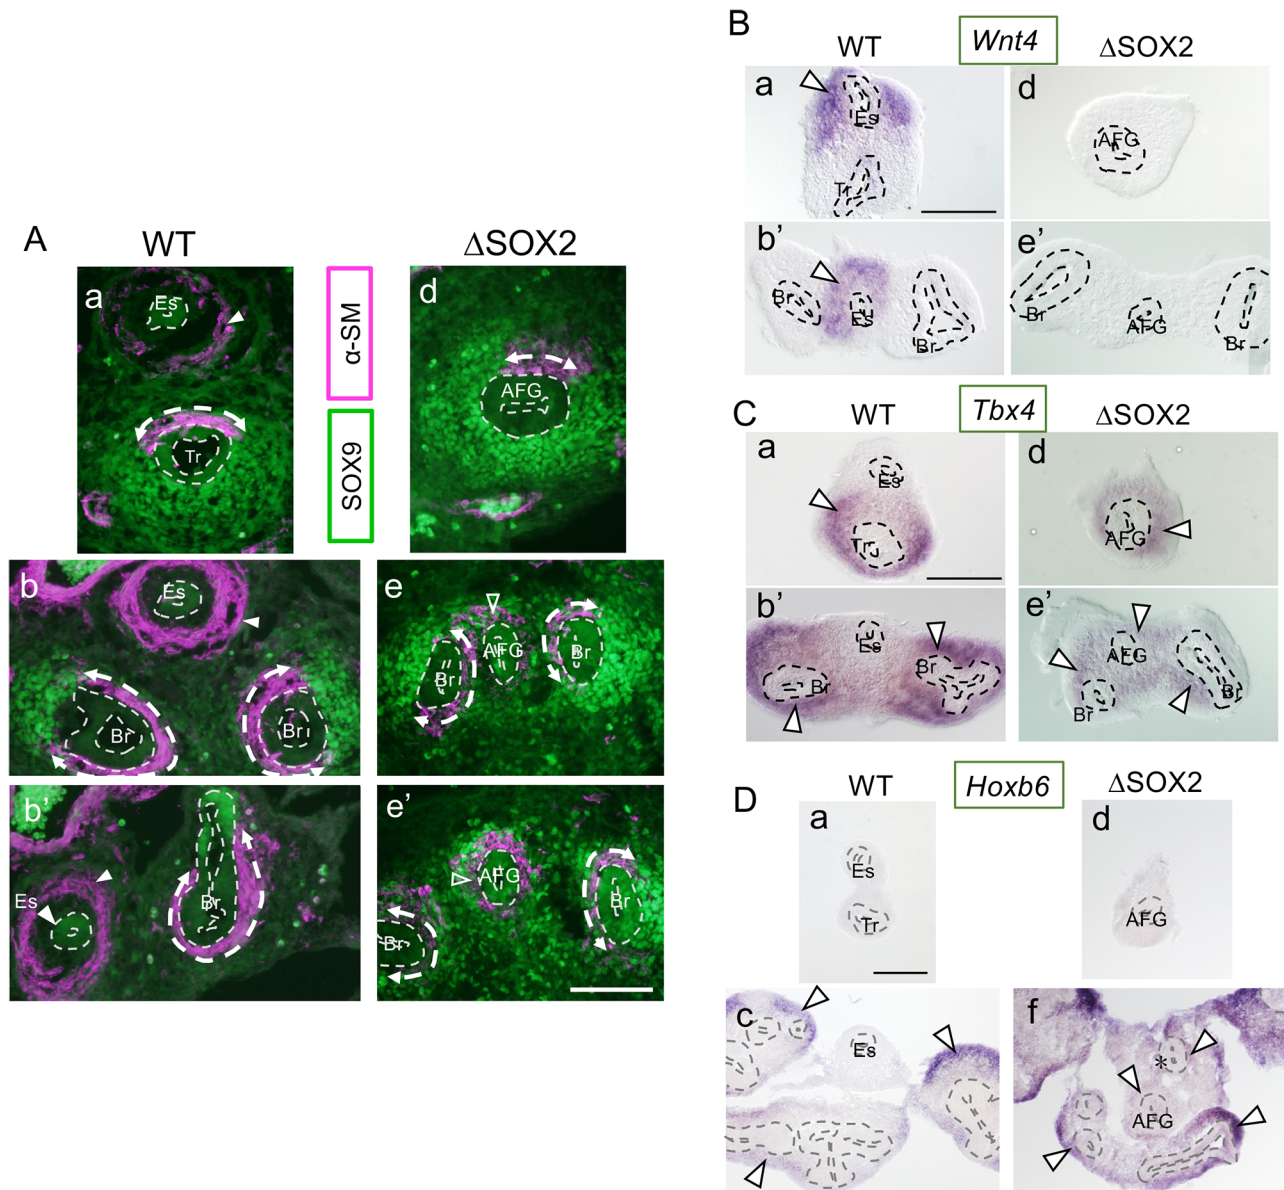 A
WT
ΔSOX2
α-SM
SOX9
a
Es
Tr
d
AFG
b
Es
Br
Br
e
Br
AFG
Br
b’
Es
Br
e’
AFG
Br
Br
B
Wnt4
WT
ΔSOX2
a
Es
Tr
d
AFG
b’
Br
Es
Br
e’
Br
AFG
Br
C
Tbx4
WT
ΔSOX2
a
Es
Tr
d
AFG
b’
Es
Br
Br
e’
AFG
Br
Br
D
Hoxb6
WT
ΔSOX2
a
Es
Tr
d
AFG
c
Es
f
*
AFG